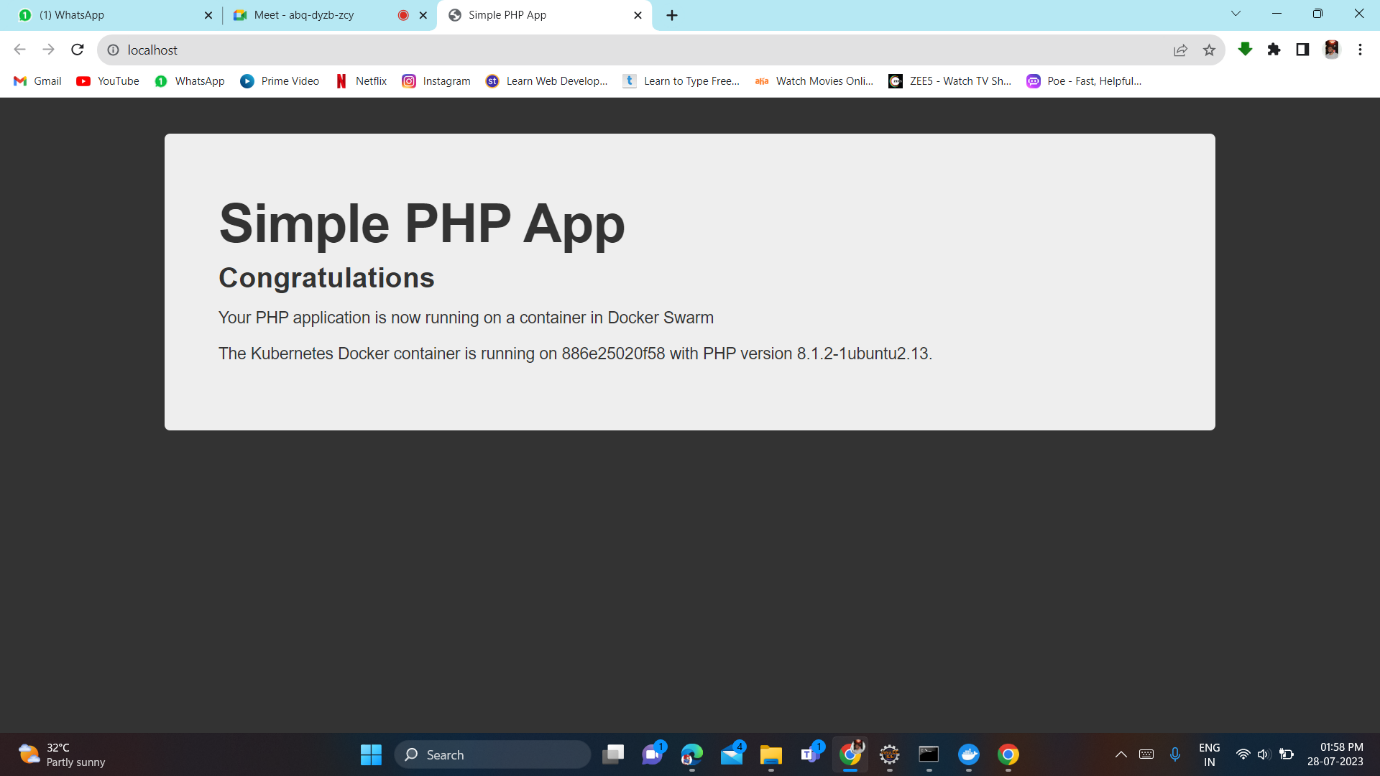 (1) WhatsApp
Meet - abq-dyzb-zcy
Simple PHP App
localhost
Gmail
YouTube
WhatsApp
Prime Video
Netflix
Instagram
Learn Web Develop...
Learn to Type Free...
Watch Movies Onli...
ZEE5 - Watch TV Sh...
Poe - Fast, Helpful...
Simple PHP App
Congratulations
Your PHP application is now running on a container in Docker Swarm
The Kubernetes Docker container is running on 886e25020f58 with PHP version 8.1.2-1ubuntu2.13.
32°C
Partly sunny
Search
1
4
1
ENG
IN
01:58 PM
28-07-2023